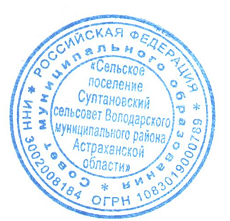 * РОССИЙСКАЯ ФЕДЕРАЦИЯ * ОГРН 1083019000789 * ИНН 3002008184
* Совет муниципального образования
«Сельское
поселение
Султановский
сельсовет Володарского
муниципального района
Астраханской
области»